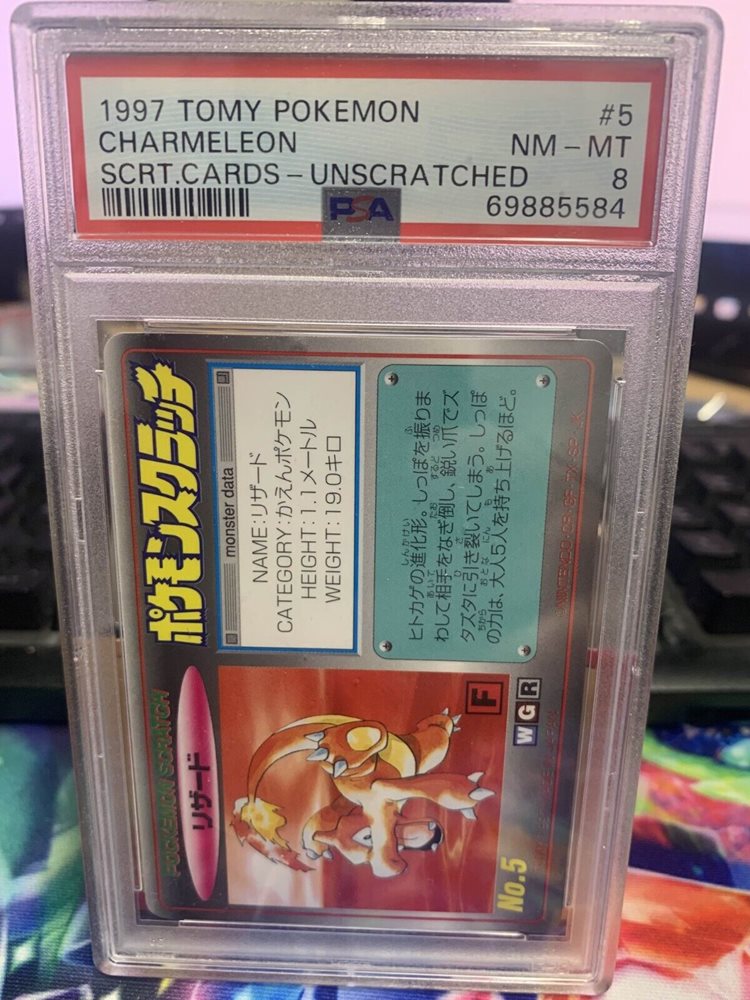 1997 TOMY POKEMON #5
CHARMELEON NM – MT
SCRT.CARDS – UNSCRATCHED 8
PSA 69885584
ポケモンスクラッチ
POCKEMON SCRATCH
リザード
monster data
NAME:リザード
CATEGORY:かえんポケモン
HEIGHT:1.1メートル
WEIGHT:19.0キロ
ヒトカゲの進化形。しっぽを振りま
わして相手をなぎ倒し、鋭い爪でズ
タズタに引き裂いてしまう。しっぽ
の力は、大人5人を持ち上げるほど。
F
No.5
W G R